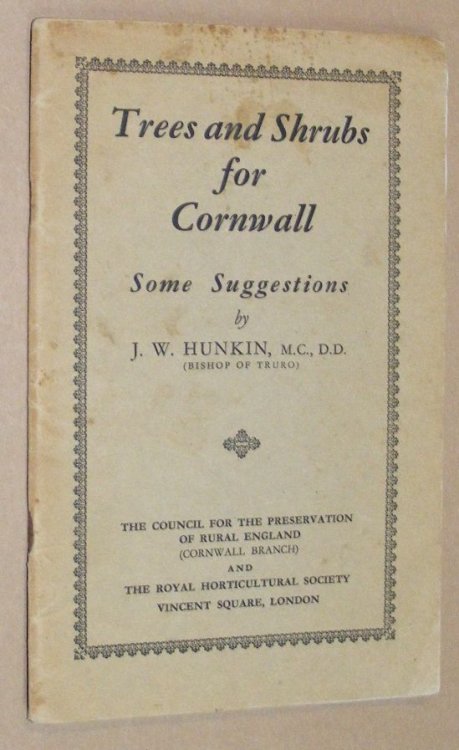 Trees and Shrubs
for
Cornwall
Some Suggestions
by
J. W. HUNKIN, M.C., D.D.
(BISHOP OF TRURO)
THE COUNCIL FOR THE PRESERVATION
OF RURAL ENGLAND
(CORNWALL BRANCH)
AND
THE ROYAL HORTICULTURAL SOCIETY
VINCENT SQUARE, LONDON